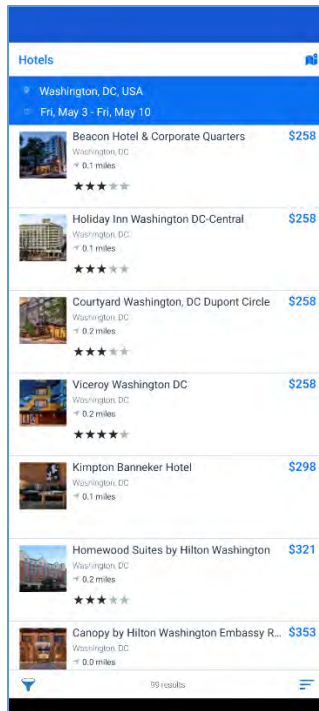 Hotels
Washington, DC, USA
Fri, May 3 - Fri, May 10
Beacon Hotel & Corporate Quarters $258
Washington, DC
0.1 miles
Holiday Inn Washington DC-Central $258
Washington, DC
0.1 miles
Courtyard Washington, DC Dupont Circle $258
Washington, DC
0.2 miles
Viceroy Washington DC $258
Washington, DC
0.2 miles
Kimpton Banneker Hotel $298
Washington, DC
0.1 miles
Homewood Suites by Hilton Washington $321
Washington, DC
0.2 miles
Canopy by Hilton Washington Embassy R... $353
Washington, DC
0.0 miles
99 results